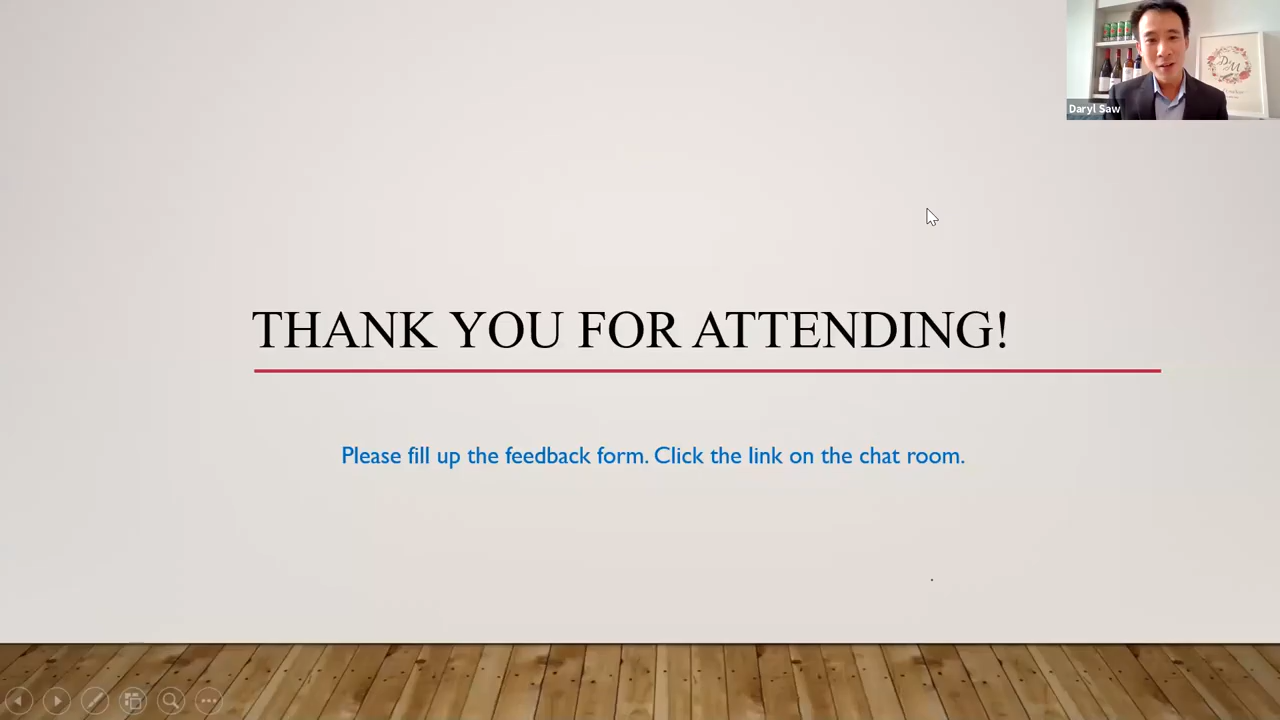 Daryl Saw
DM
THANK YOU FOR ATTENDING!
Please fill up the feedback form. Click the link on the chat room.